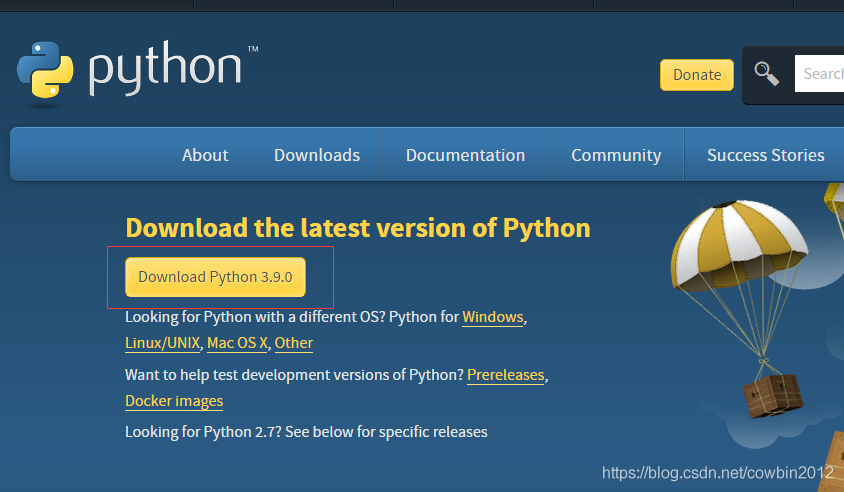 python™
Donate
Search
About Downloads Documentation Community Success Stories
Download the latest version of Python
Download Python 3.9.0
Looking for Python with a different OS? Python for Windows,
Linux/UNIX, Mac OS X, Other
Want to help test development versions of Python? Prereleases,
Docker images
Looking for Python 2.7? See below for specific releases
https://blog.csdn.net/cowbin2012